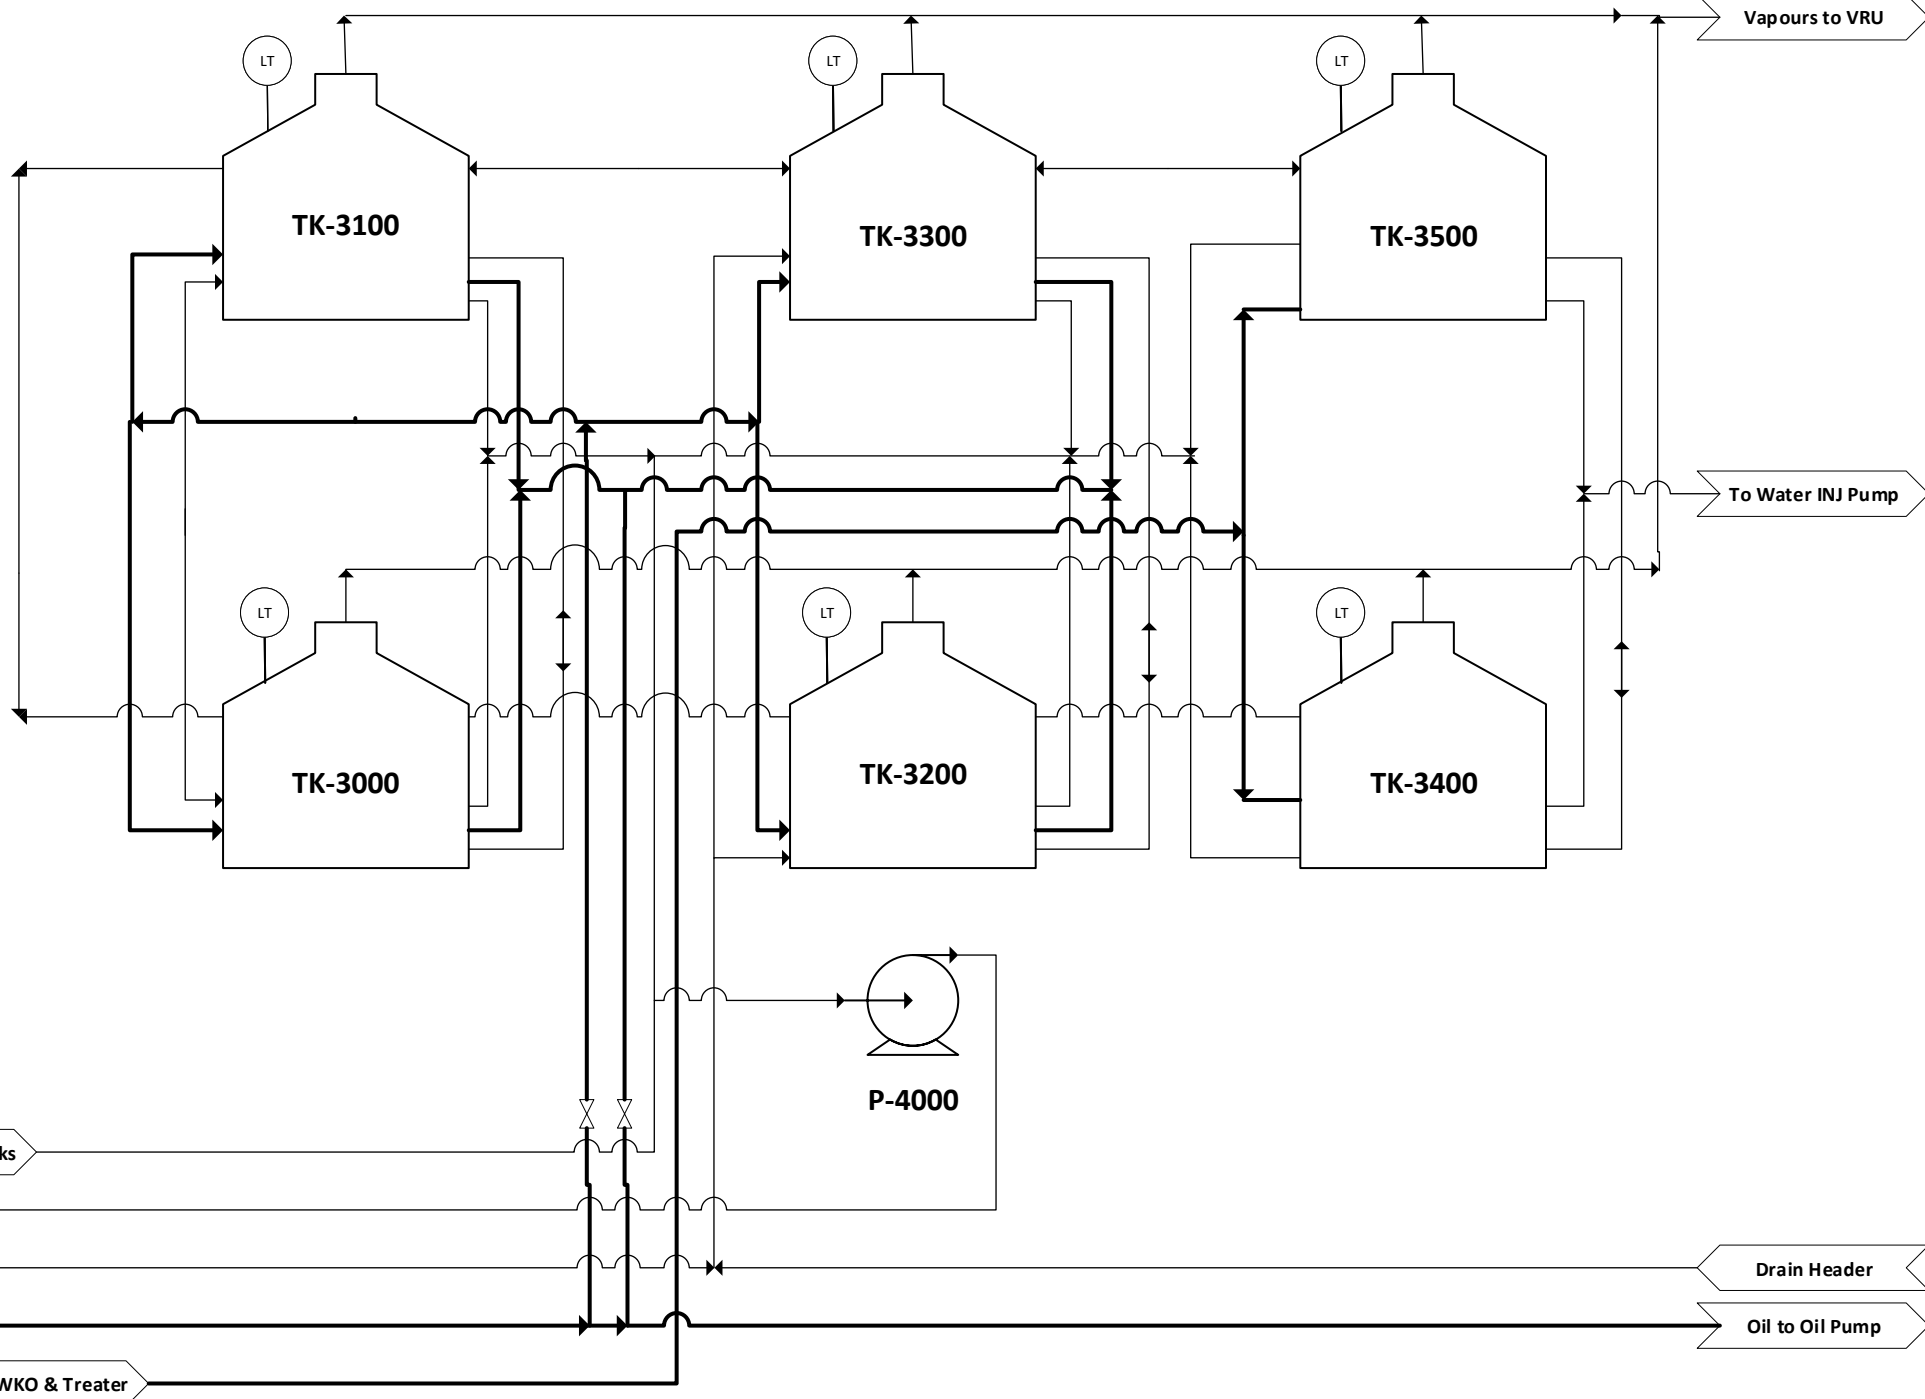 Vapours to VRU
LT
LT
LT
TK-3100
TK-3300
TK-3500
To Water INJ Pump
LT
LT
LT
TK-3000
TK-3200
TK-3400
P-4000
ks
Drain Header
Oil to Oil Pump
WKO & Treater